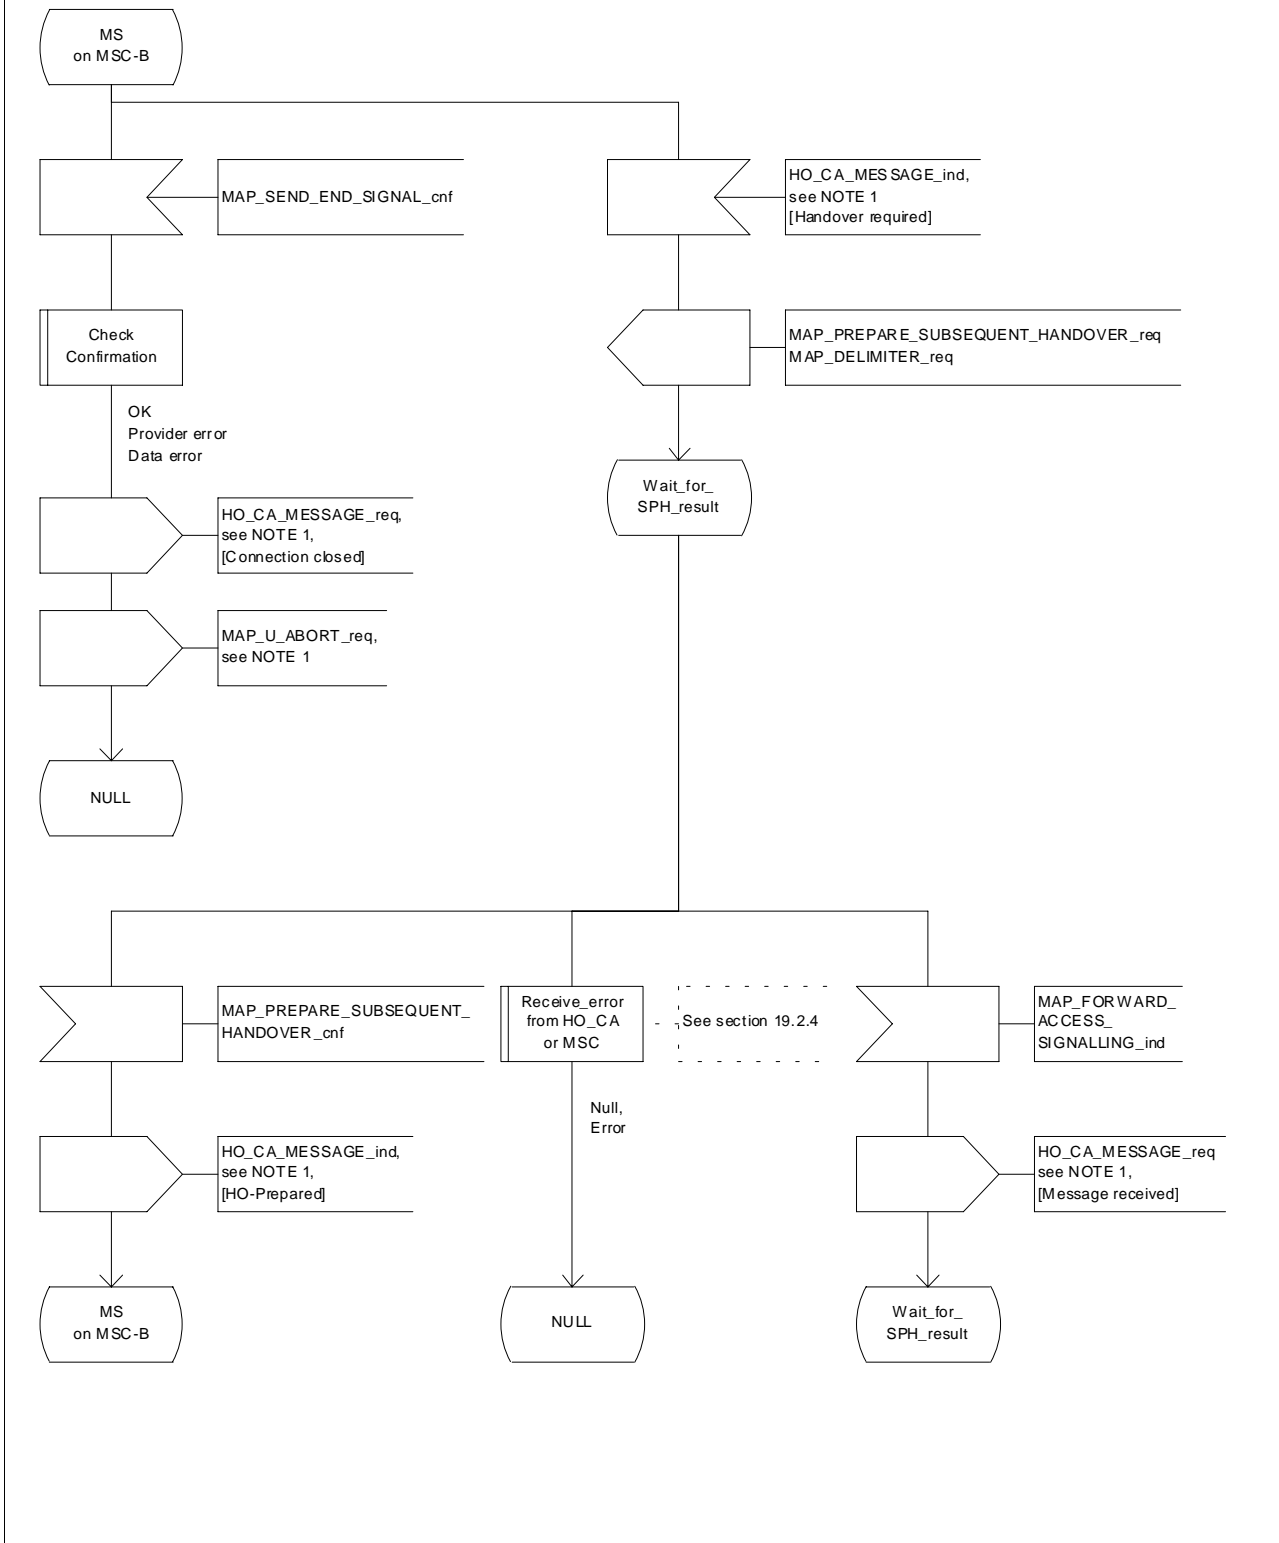 MS
on MSC-B
MAP_SEND_END_SIGNAL_cnf
HO_CA_MESSAGE_ind,
see NOTE 1
[Handover required]
Check
Confirmation
MAP_PREPARE_SUBSEQUENT_HANDOVER_req
MAP_DELIMITER_req
OK
Provider error
Data error
Wait_for_
SPH_result
HO_CA_MESSAGE_req,
see NOTE 1,
[Connection closed]
MAP_U_ABORT_req,
see NOTE 1
NULL
MAP_PREPARE_SUBSEQUENT_
HANDOVER_cnf
Receive_error
from HO_CA
or MSC
See section 19.2.4
MAP_FORWARD_
ACCESS_
SIGNALLING_ind
Null,
Error
HO_CA_MESSAGE_ind,
see NOTE 1,
[HO-Prepared]
HO_CA_MESSAGE_req
see NOTE 1,
[Message received]
MS
on MSC-B
NULL
Wait_for_
SPH_result